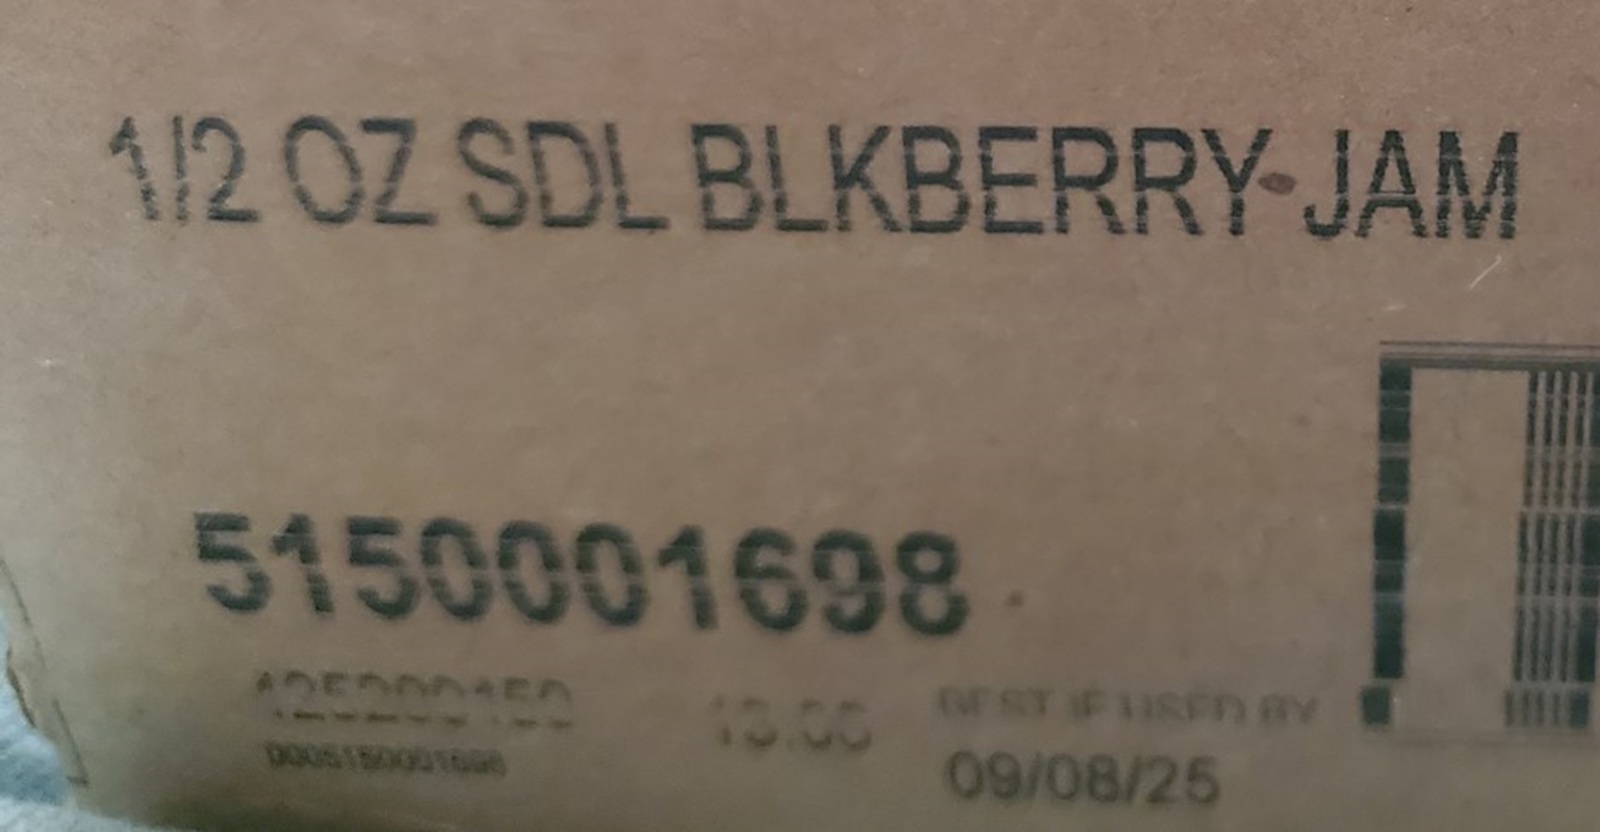 1/2 OZ SDL BLKBERRY JAM
5150001698
BEST IF USED BY
09/08/25